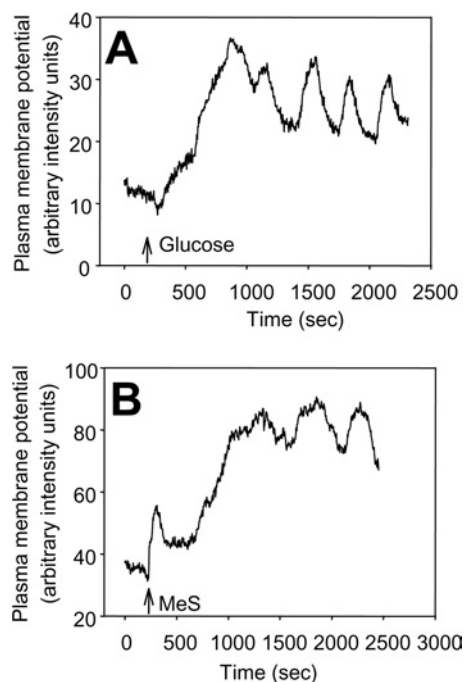 A
Plasma membrane potential
(arbitrary intensity units)
40
30
20
10
0
Glucose
0 500 1000 1500 2000 2500
Time (sec)
B
Plasma membrane potential
(arbitrary intensity units)
100
80
60
40
20
MeS
0 500 1000 1500 2000 2500 3000
Time (sec)